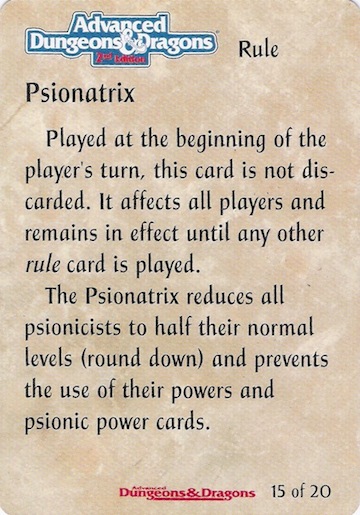 Advanced
Dungeons & Dragons
2nd Edition
Rule
Psionatrix
Played at the beginning of the
player's turn, this card is not dis-
carded. It affects all players and
remains in effect until any other
rule card is played.
The Psionatrix reduces all
psionicists to half their normal
levels (round down) and prevents
the use of their powers and
psionic power cards.
Advanced
Dungeons & Dragons
15 of 20